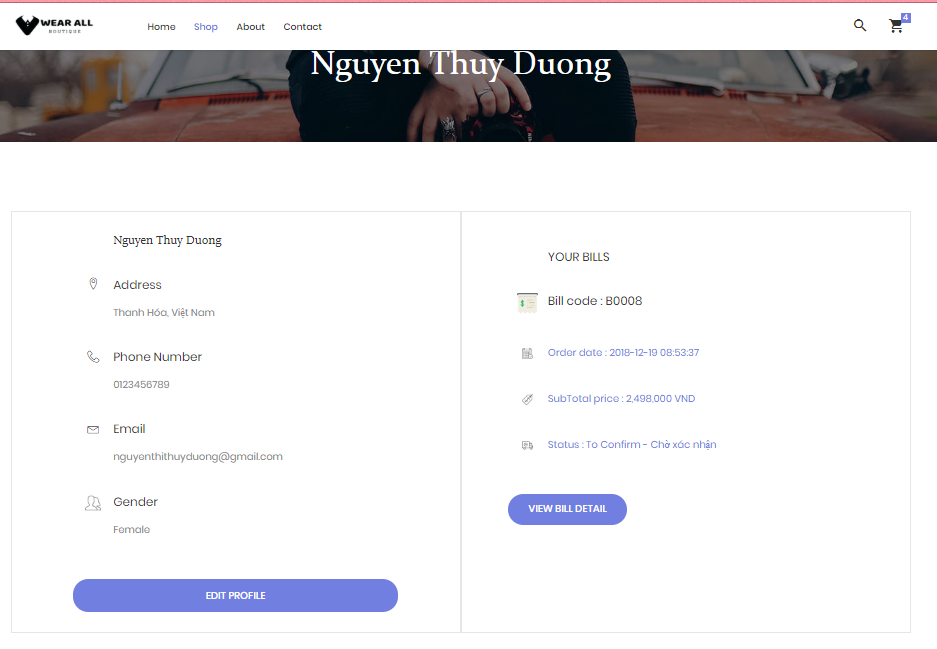 WEAR ALL
BOUTIQUE
Home Shop About Contact
4
Nguyen Thuy Duong
Nguyen Thuy Duong
Address
Thanh Hóa, Việt Nam
Phone Number
0123456789
Email
nguyenthithuyduong@gmail.com
Gender
Female
EDIT PROFILE
YOUR BILLS
Bill code : B0008
Order date : 2018-12-19 08:53:37
SubTotal price : 2,498,000 VND
Status : To Confirm - Chờ xác nhận
VIEW BILL DETAIL